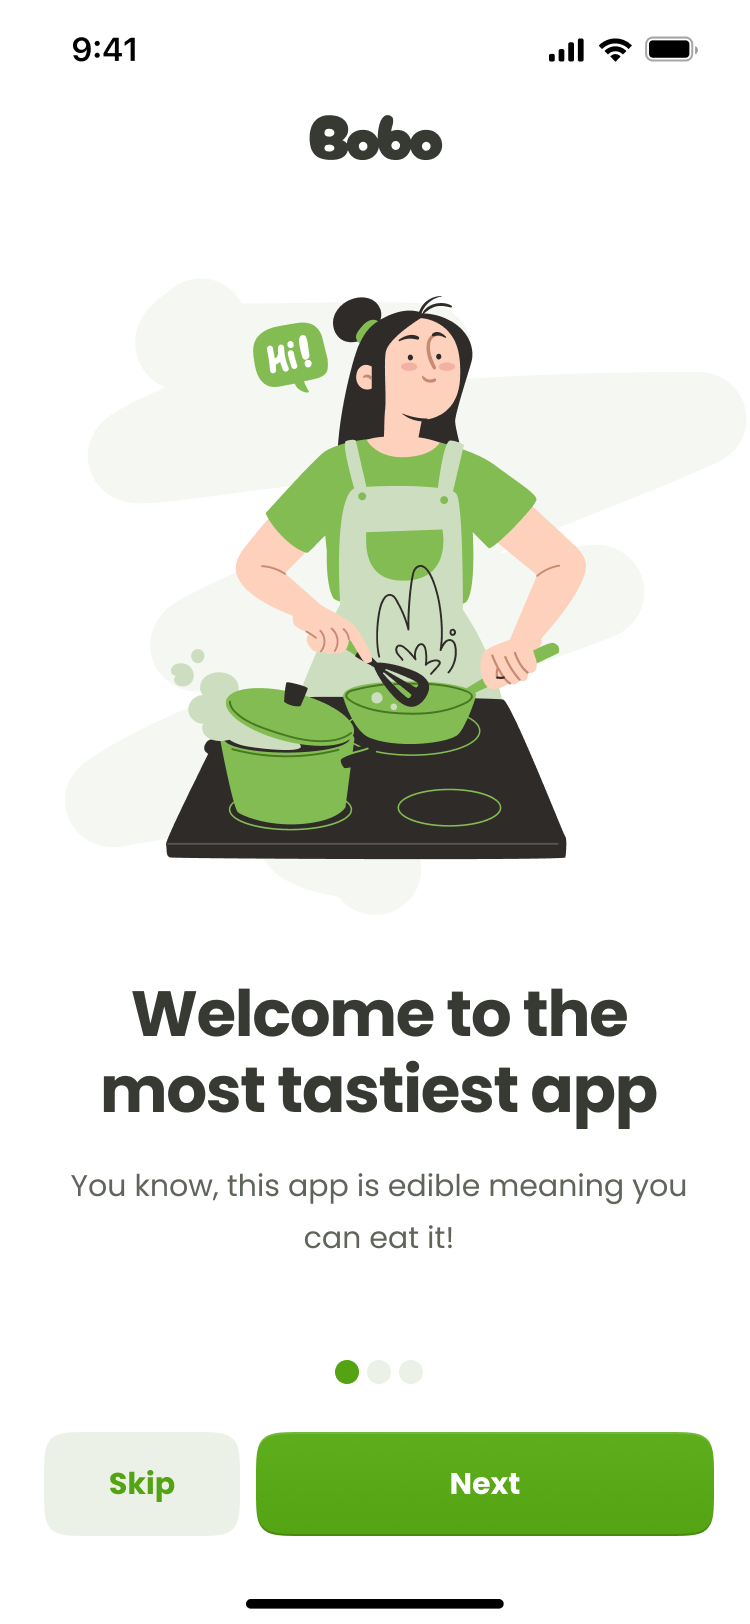 9:41
Bobo
Hi!
Welcome to the
most tastiest app
You know, this app is edible meaning you
can eat it!
Skip
Next